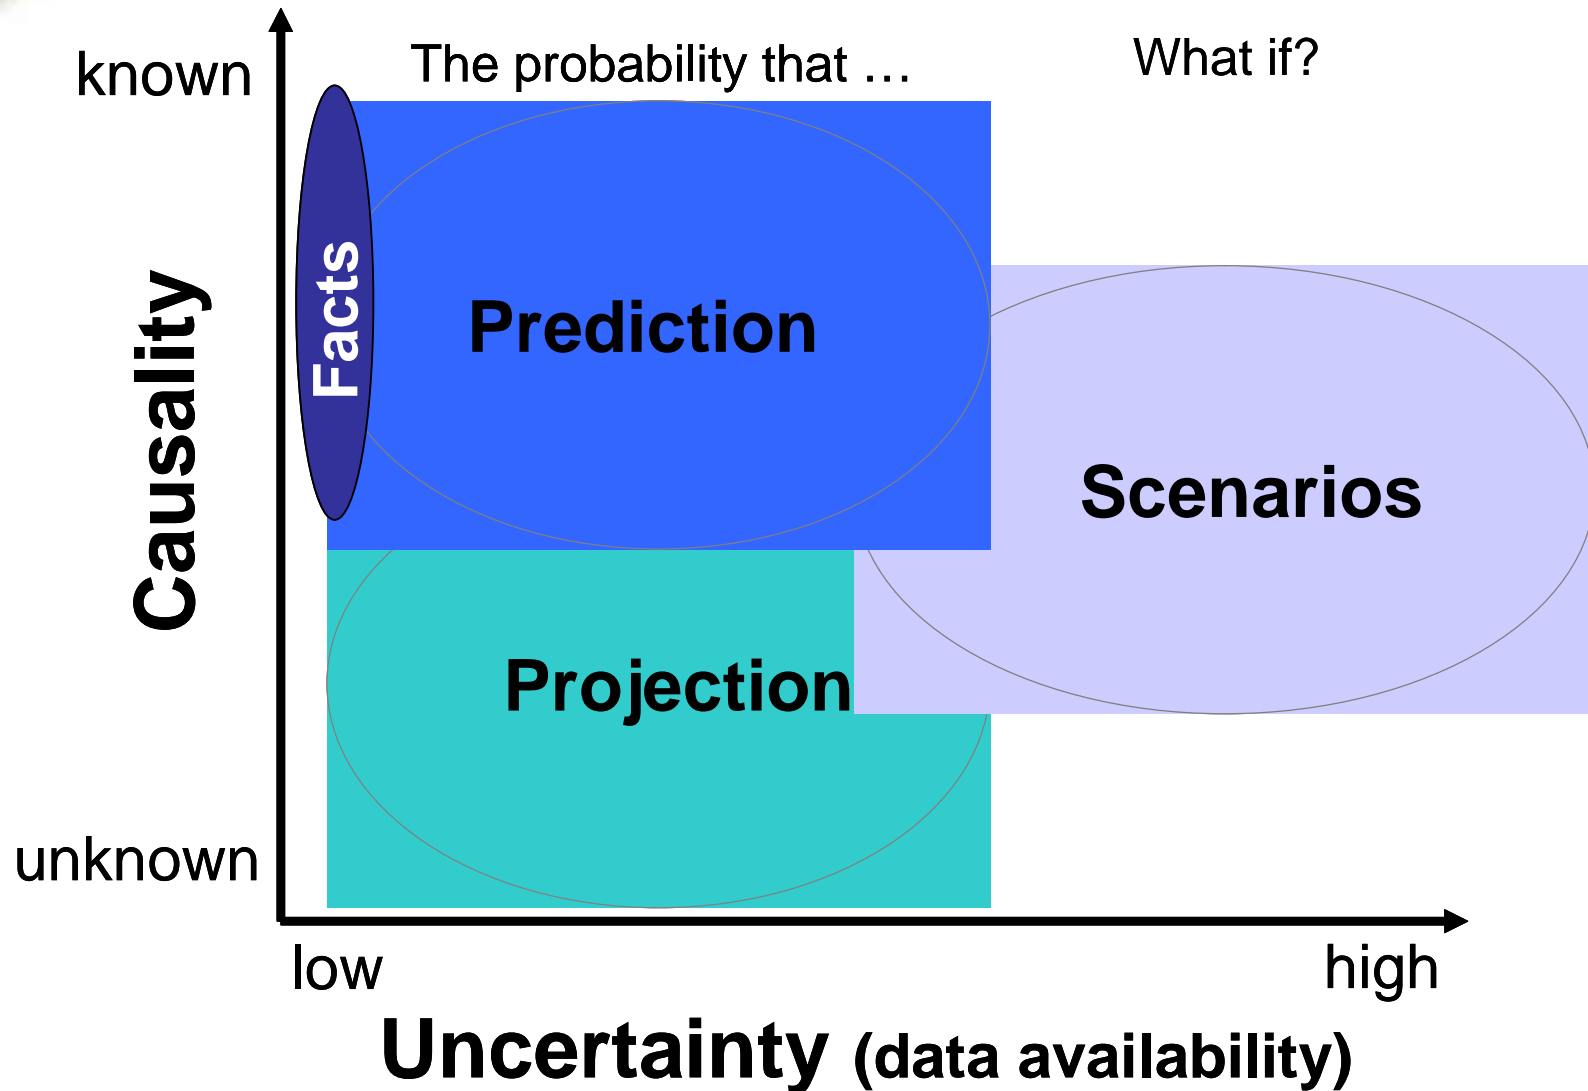 The probability that …
What if?
known
Facts
Prediction
Causality
Scenarios
Projection
unknown
low
high
Uncertainty (data availability)